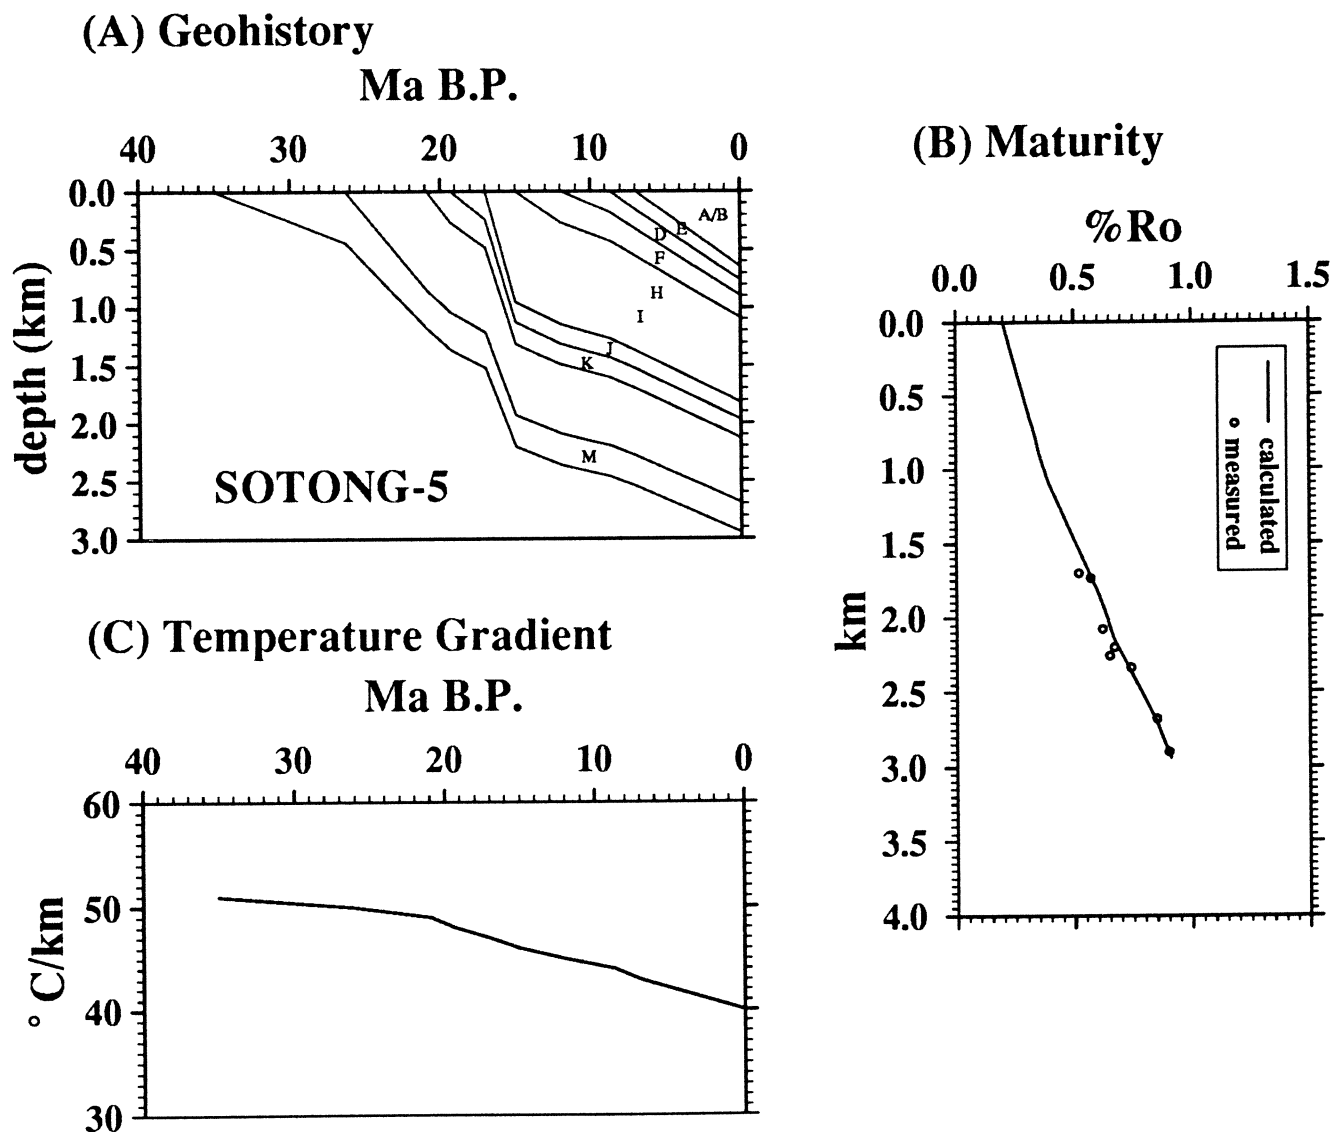 (A) Geohistory
Ma B.P.
40 30 20 10 0
0.0
0.5
1.0
1.5
2.0
2.5
3.0
depth (km)
A/B
E
D
F
H
I
J
K
M
SOTONG-5
(B) Maturity
%Ro
0.0 0.5 1.0 1.5
0.0
0.5
1.0
1.5
2.0
2.5
3.0
3.5
4.0
km
calculated
measured
(C) Temperature Gradient
Ma B.P.
40 30 20 10 0
60
50
40
30
°C/km